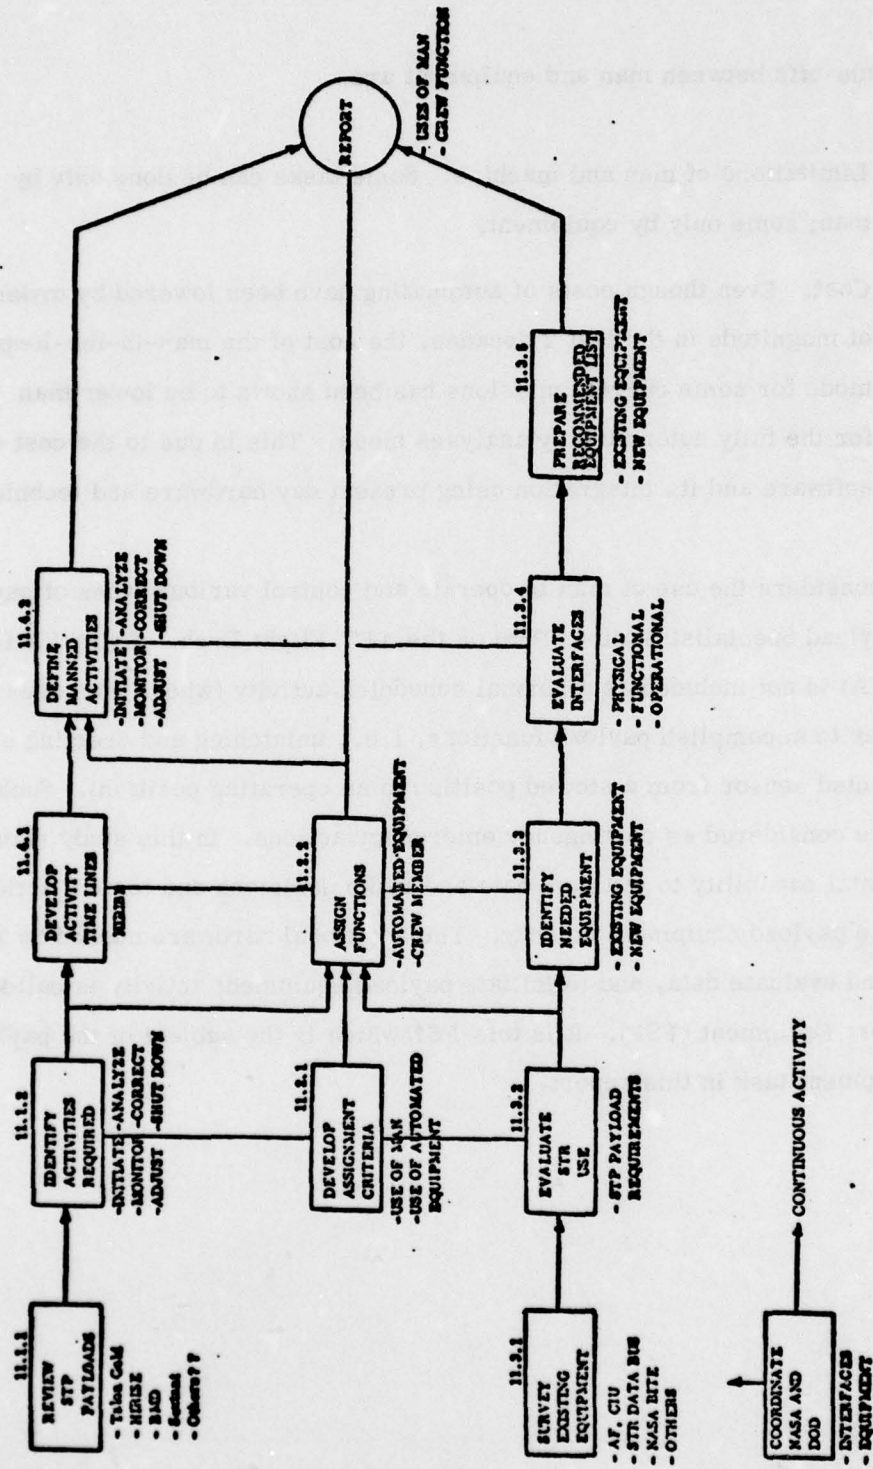 11.1.1
REVIEW
STP
PAYLOADS
- Talon Gold
- HIRISE
- BMD
- Sextant
- Others ? ?
11.1.2
IDENTIFY
ACTIVITIES
REQUIRED
-INITIATE -ANALYZE
-MONITOR -CORRECT
-ADJUST -SHUT DOWN
11.4.1
DEVELOP
ACTIVITY
TIME LINES
11.4.2
DEFINE
MANNED
ACTIVITIES
-INITIATE -ANALYZE
-MONITOR -CORRECT
-ADJUST -SHUT DOWN
11.2.1
DEVELOP
ASSIGNMENT
CRITERIA
-USE OF MAN
-USE OF AUTOMATED
EQUIPMENT
11.2.2
ASSIGN
FUNCTIONS
-AUTOMATED EQUIPMENT
-CREW MEMBER
REPORT
USES OF MAN
- CREW FUNCTION
11.3.1
SURVEY
EXISTING
EQUIPMENT
- AF, CIU
- STR DATA BUS
- NASA BITE
- OTHERS
11.3.2
EVALUATE
STR
USE
-STP PAYLOAD
REQUIREMENTS
11.3.3
IDENTIFY
NEEDED
EQUIPMENT
- EXISTING EQUIPMENT
- NEW EQUIPMENT
11.3.4
EVALUATE
INTERFACES
- PHYSICAL
- FUNCTIONAL
- OPERATIONAL
11.3.5
PREPARE
RECOMMENDED
EQUIPMENT LIST
- EXISTING EQUIPMENT
- NEW EQUIPMENT
COORDINATE
NASA AND
DOD
-INTERFACES
-EQUIPMENT
CONTINUOUS ACTIVITY